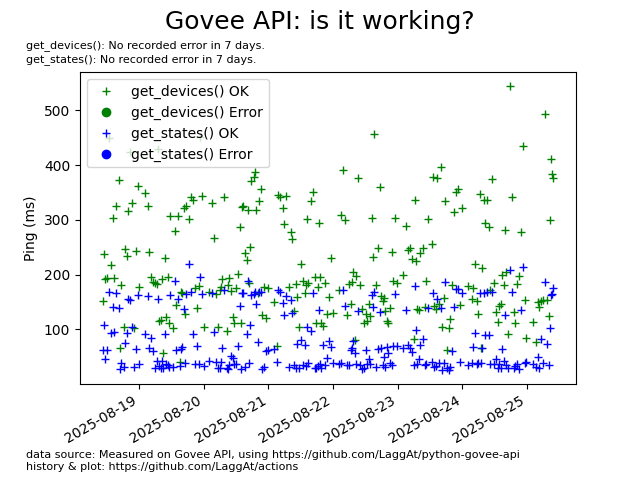 Govee API: is it working?
get_devices(): No recorded error in 7 days.
get_states(): No recorded error in 7 days.
get_devices() OK
get_devices() Error
get_states() OK
get_states() Error
500
400
300
200
100
Ping (ms)
2025-08-19
2025-08-20
2025-08-21
2025-08-22
2025-08-23
2025-08-24
2025-08-25
data source: Measured on Govee API, using https://github.com/LaggAt/python-govee-api
history & plot: https://github.com/LaggAt/actions